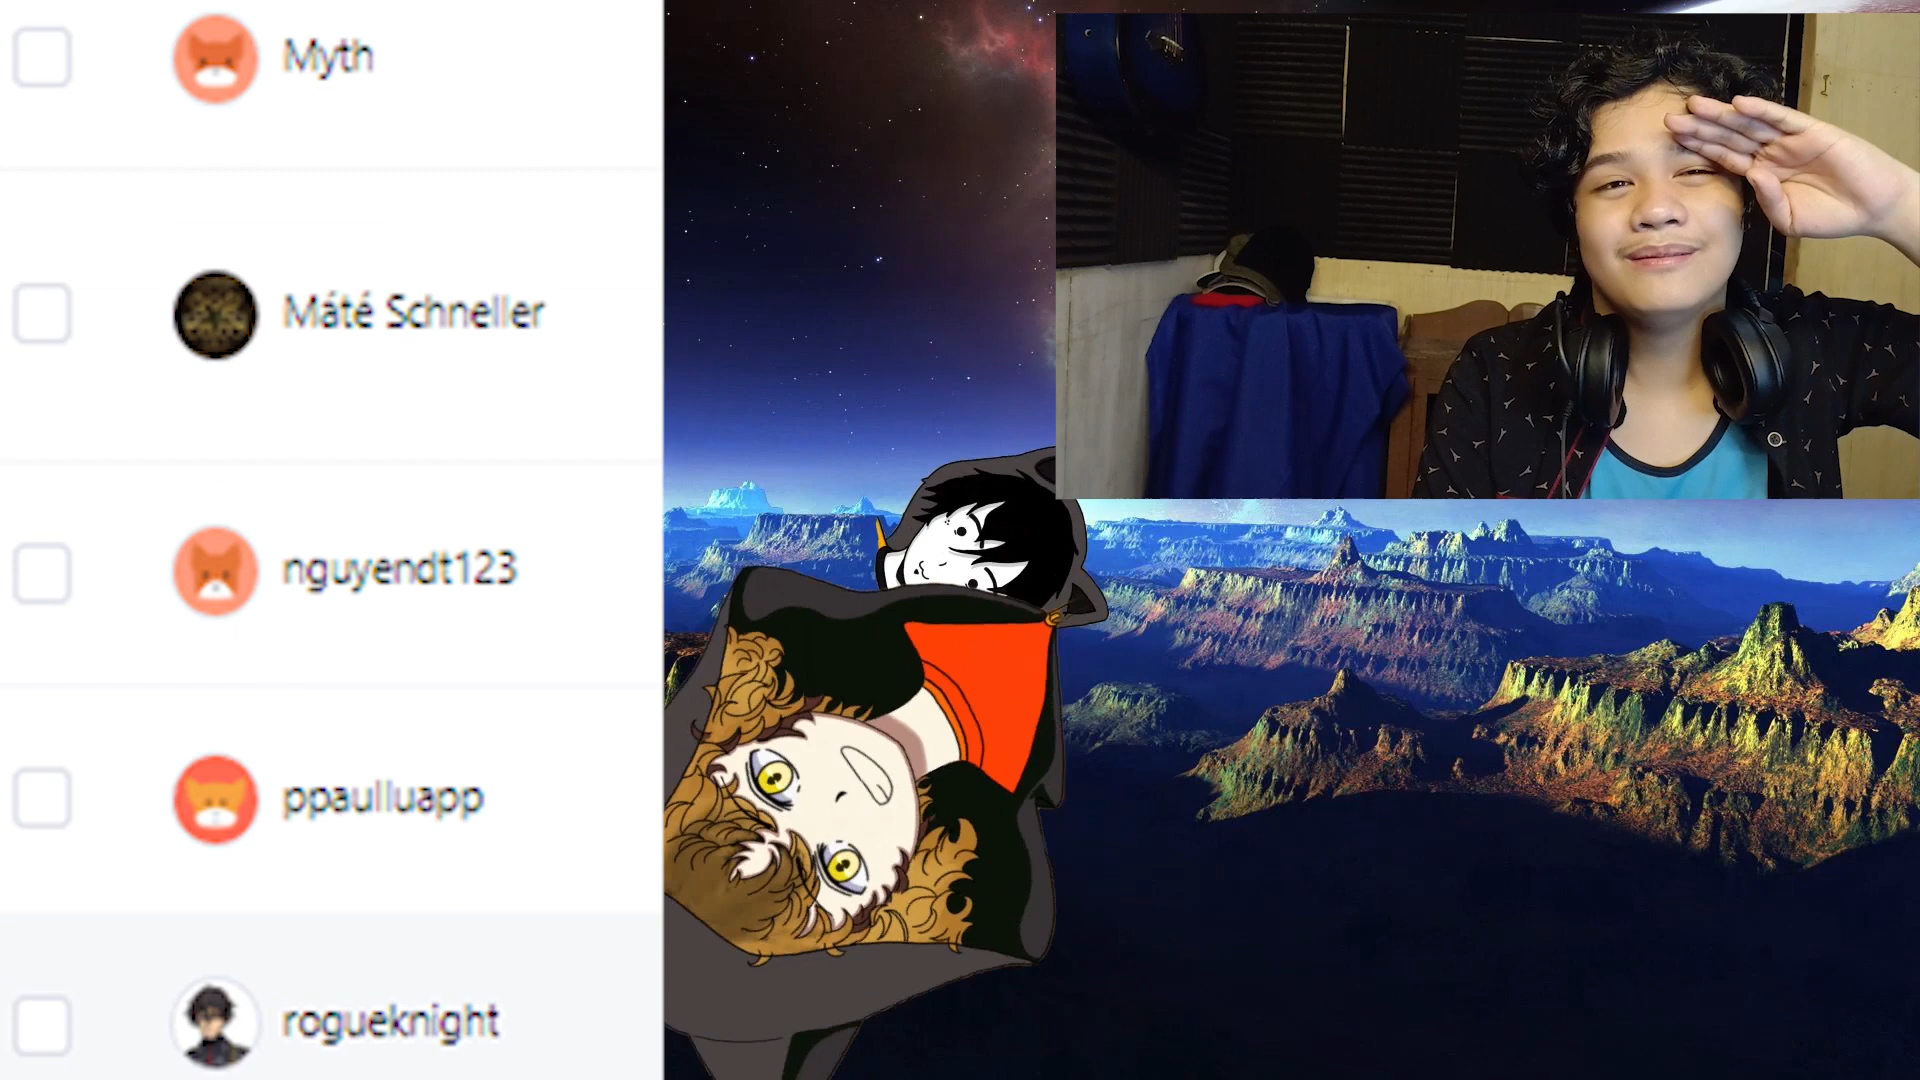 Myth
Máté Schneller
nguyendt123
ppaulluapp
rogueknight